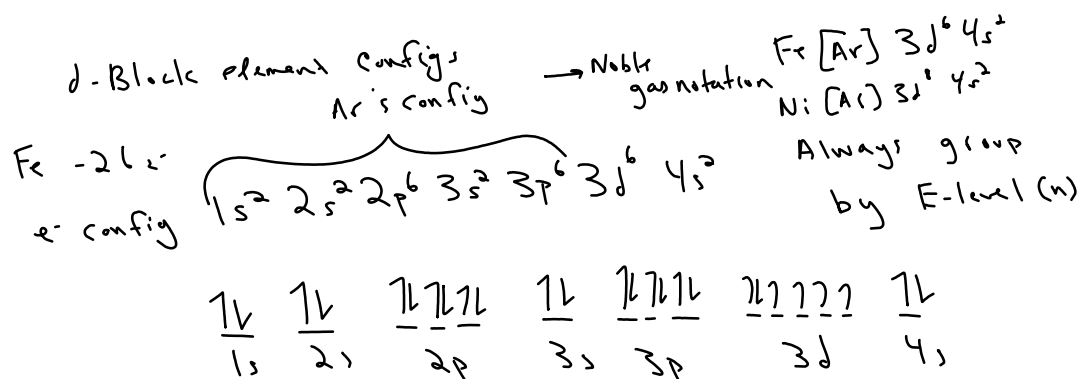 d-Block element configs → Noble gas notation
Fe [Ar] 3d⁶ 4s²
Ni [Ar] 3d⁸ 4s²
Always group
by E-level (n)
Ar's config
Fe - 26 e⁻
e⁻ config
1s² 2s² 2p⁶ 3s² 3p⁶ 3d⁶ 4s²
↿⇂ ↿⇂ ↿⇂ ↿⇂ ↿⇂ ↿⇂ ↿⇂ ↿⇂ ↿⇂ ↿⇂ ↿ ↿ ↿ ↿ ↿⇂
1s 2s 2p 3s 3p 3d 4s